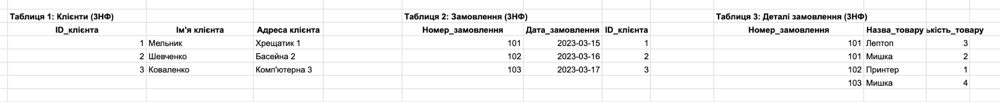 Таблиця 1: Клієнти (3НФ) Таблиця 2: Замовлення (3НФ) Таблиця 3: Деталі замовлення (3НФ)
ID_клієнта Ім'я клієнта Адреса клієнта Номер_замовлення Дата_замовлення ID_клієнта Номер_замовлення Назва_товару ькість_товару
1 Мельник Хрещатик 1 101 2023-03-15 1 101 Лептоп 3
2 Шевченко Басейна 2 102 2023-03-16 2 101 Мишка 2
3 Коваленко Комп'ютерна 3 103 2023-03-17 3 102 Принтер 1
103 Мишка 4